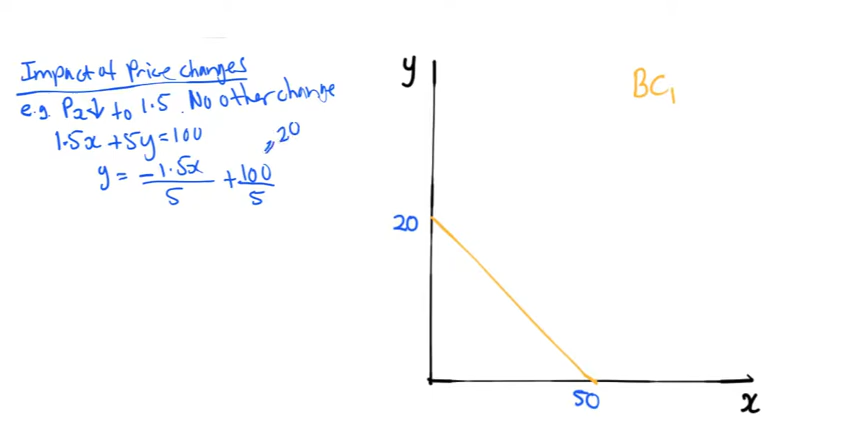 Impact of Price changes
e.g. Px↓ to 1.5. No other change
1.5x + 5y = 100
y = -1.5x/5 + 100/5 20
y
BC1
20
50
x